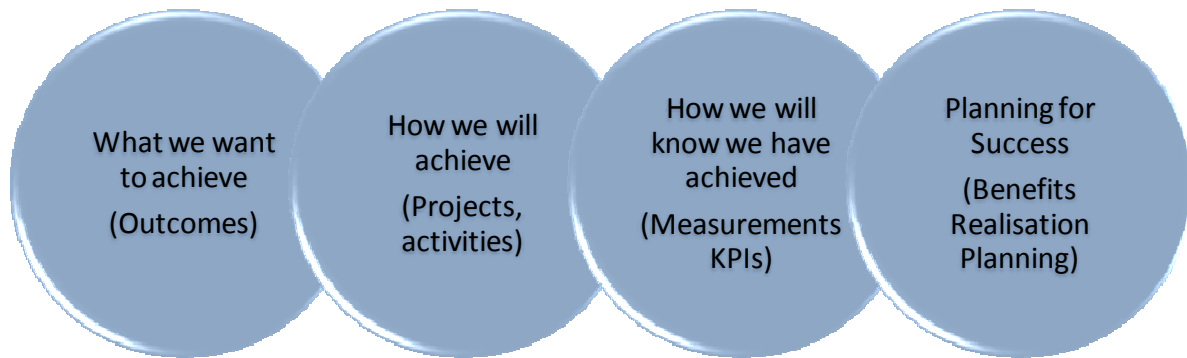 What we want
to achieve
(Outcomes)
How we will
achieve
(Projects,
activities)
How we will
know we have
achieved
(Measurements
KPIs)
Planning for
Success
(Benefits
Realisation
Planning)